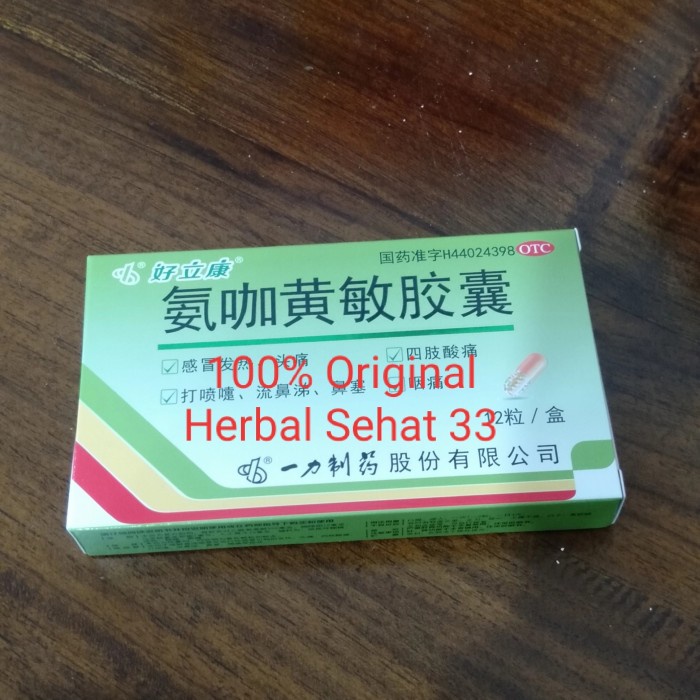 国药准字H44024398 OTC
好立康®
氨咖黄敏胶囊
感冒发热 头痛 四肢酸痛
打喷嚏、流鼻涕、鼻塞 咽痛
100% Original
Herbal Sehat 33
12粒/盒
® 一力制药股份有限公司